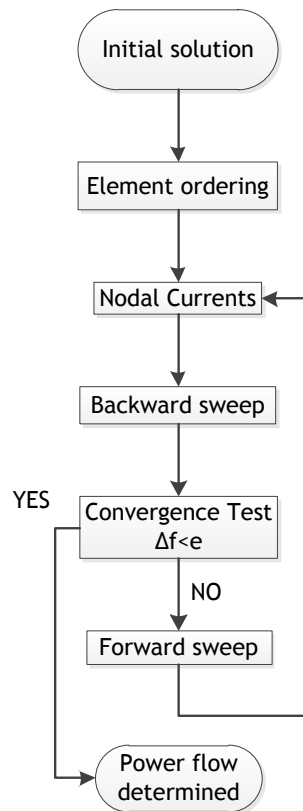 Initial solution
Element ordering
Nodal Currents
Backward sweep
YES
Convergence Test
Δf<e
NO
Forward sweep
Power flow
determined